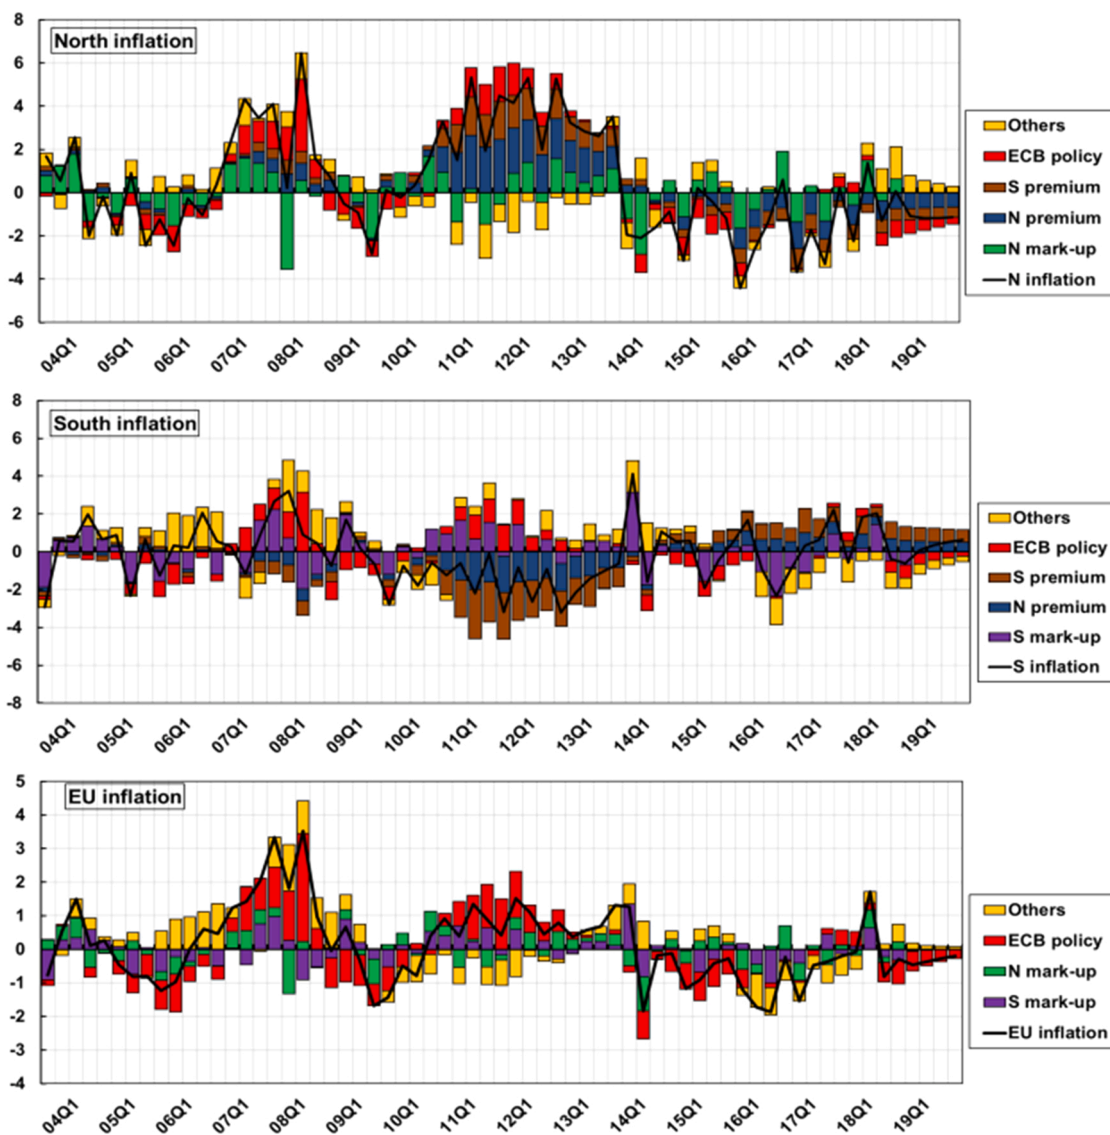 North inflation
8
6
4
2
0
-2
-4
-6
04Q1 05Q1 06Q1 07Q1 08Q1 09Q1 10Q1 11Q1 12Q1 13Q1 14Q1 15Q1 16Q1 17Q1 18Q1 19Q1
Others
ECB policy
S premium
N premium
N mark-up
N inflation
South inflation
8
6
4
2
0
-2
-4
-6
-8
04Q1 05Q1 06Q1 07Q1 08Q1 09Q1 10Q1 11Q1 12Q1 13Q1 14Q1 15Q1 16Q1 17Q1 18Q1 19Q1
Others
ECB policy
S premium
N premium
S mark-up
S inflation
EU inflation
5
4
3
2
1
0
-1
-2
-3
-4
04Q1 05Q1 06Q1 07Q1 08Q1 09Q1 10Q1 11Q1 12Q1 13Q1 14Q1 15Q1 16Q1 17Q1 18Q1 19Q1
Others
ECB policy
N mark-up
S mark-up
EU inflation